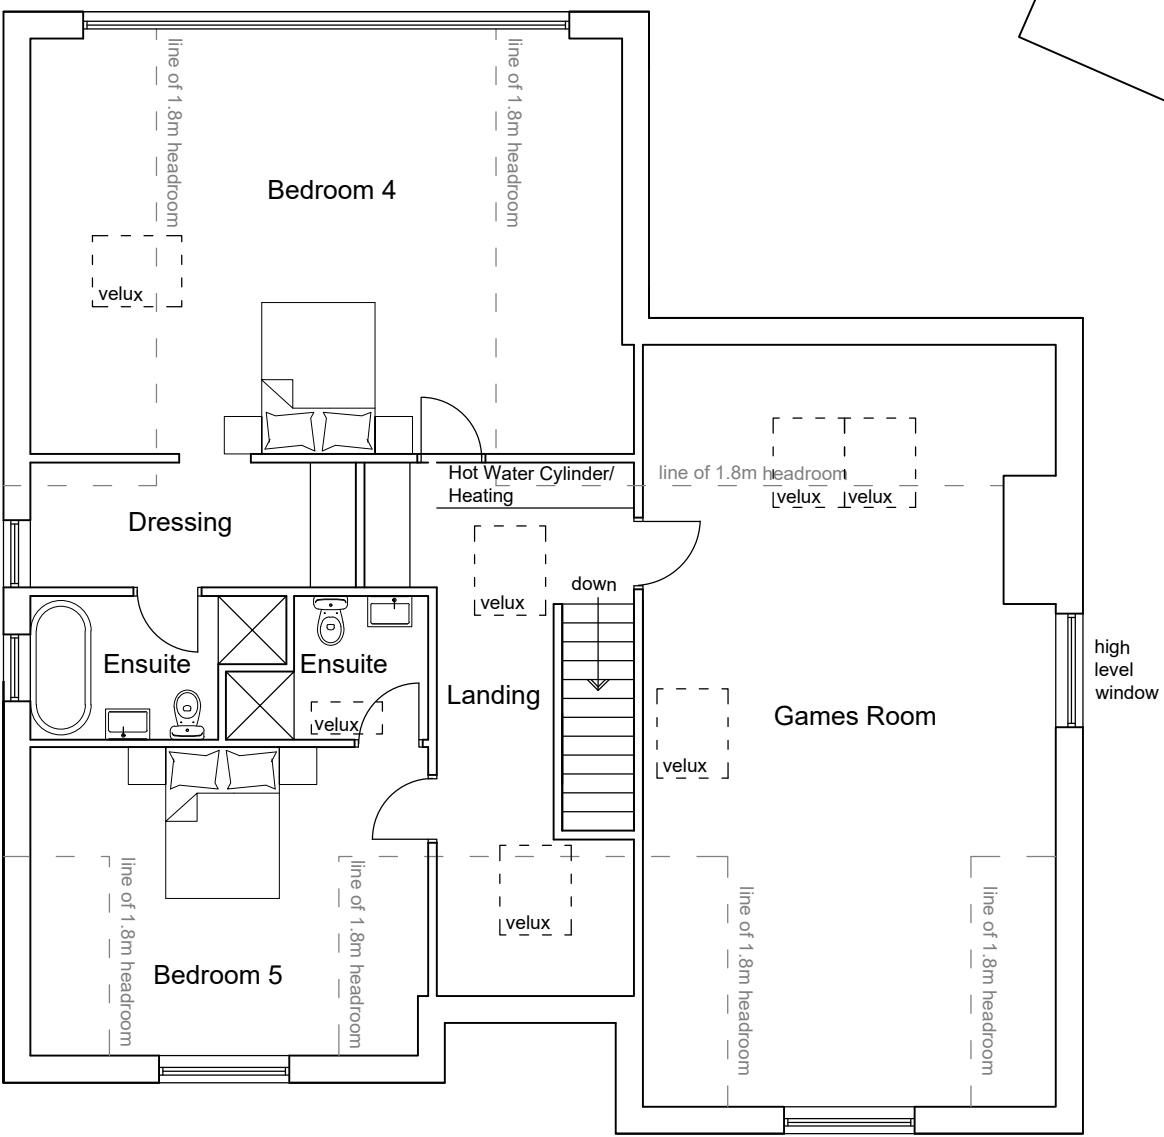 line of 1.8m headroom
line of 1.8m headroom
Bedroom 4
velux
Hot Water Cylinder/
Heating
line of 1.8m headroom
velux
velux
Dressing
velux
down
Ensuite
Ensuite
velux
Landing
Games Room
high
level
window
velux
line of 1.8m headroom
line of 1.8m headroom
velux
line of 1.8m headroom
line of 1.8m headroom
Bedroom 5